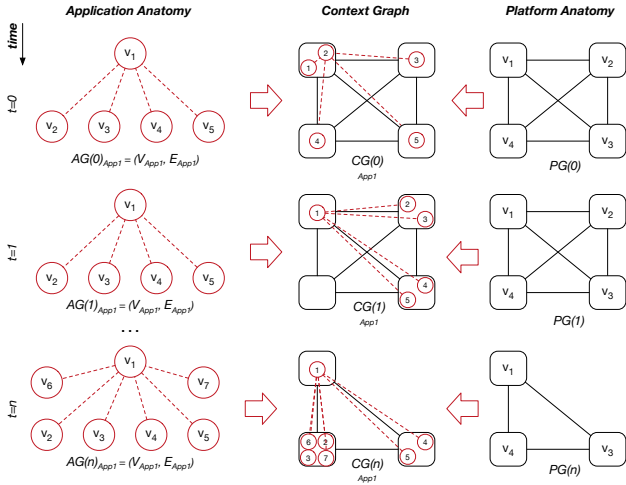 Application Anatomy
Context Graph
Platform Anatomy
time
t=0
v1
v2
v3
v4
v5
AG(0)App1 = (VApp1, EApp1)
1
2
3
4
5
CG(0)
App1
v1
v2
v4
v3
PG(0)
t=1
v1
v2
v3
v4
v5
AG(1)App1 = (VApp1, EApp1)
...
1
2
3
4
5
CG(1)
App1
v1
v2
v4
v3
PG(1)
t=n
v1
v6
v7
v2
v3
v4
v5
AG(n)App1 = (VApp1, EApp1)
1
6
2
3
7
4
5
CG(n)
App1
v1
v4
v3
PG(n)